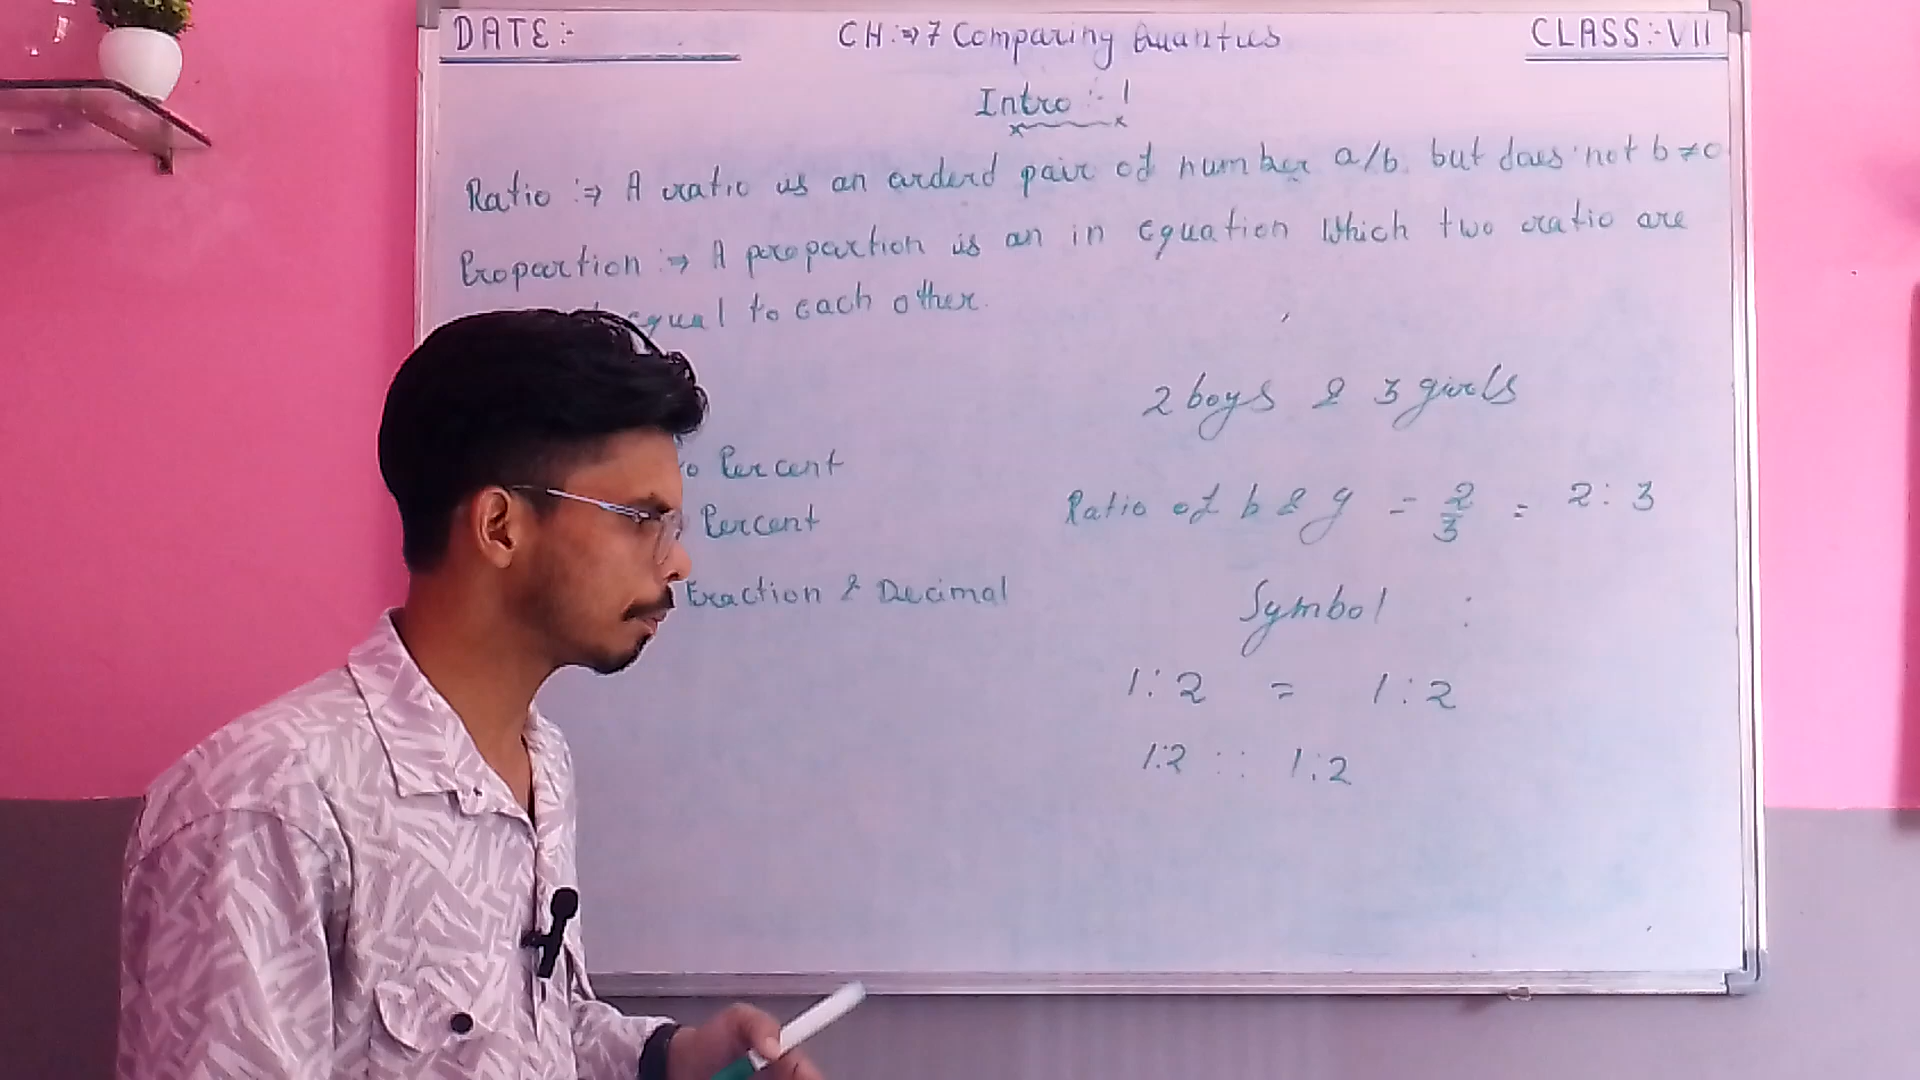 DATE:-
CH:⇒7 Comparing Quantus
CLASS:-VII
Intro:-1
Ratio :⇒ A ratio is an orderd pair of number a/b but does not b≠0
Proportion :⇒ A proportion is an in equation which two ratio are
equal to each other.
2 boys & 3 girls
Percent
Ratio of b & g = 2/3 = 2:3
Percent
Fraction & Decimal
Symbol :
1:2 = 1:2
1:2 :: 1:2